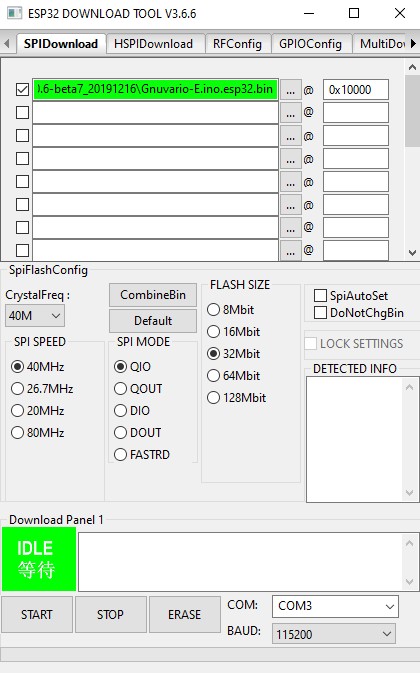 ESP32 DOWNLOAD TOOL V3.6.6
SPIDownload HSPIDownload RFConfig GPIOConfig MultiDow
).6-beta7_20191216\Gnuvario-E.ino.esp32.bin ... @ 0x10000
... @
... @
... @
... @
... @
... @
... @
SpiFlashConfig
CrystalFreq :
40M
CombineBin
Default
SPI SPEED
40MHz
26.7MHz
20MHz
80MHz
SPI MODE
QIO
QOUT
DIO
DOUT
FASTRD
FLASH SIZE
8Mbit
16Mbit
32Mbit
64Mbit
128Mbit
SpiAutoSet
DoNotChgBin
LOCK SETTINGS
DETECTED INFO
Download Panel 1
IDLE
等待
START STOP ERASE
COM: COM3
BAUD: 115200